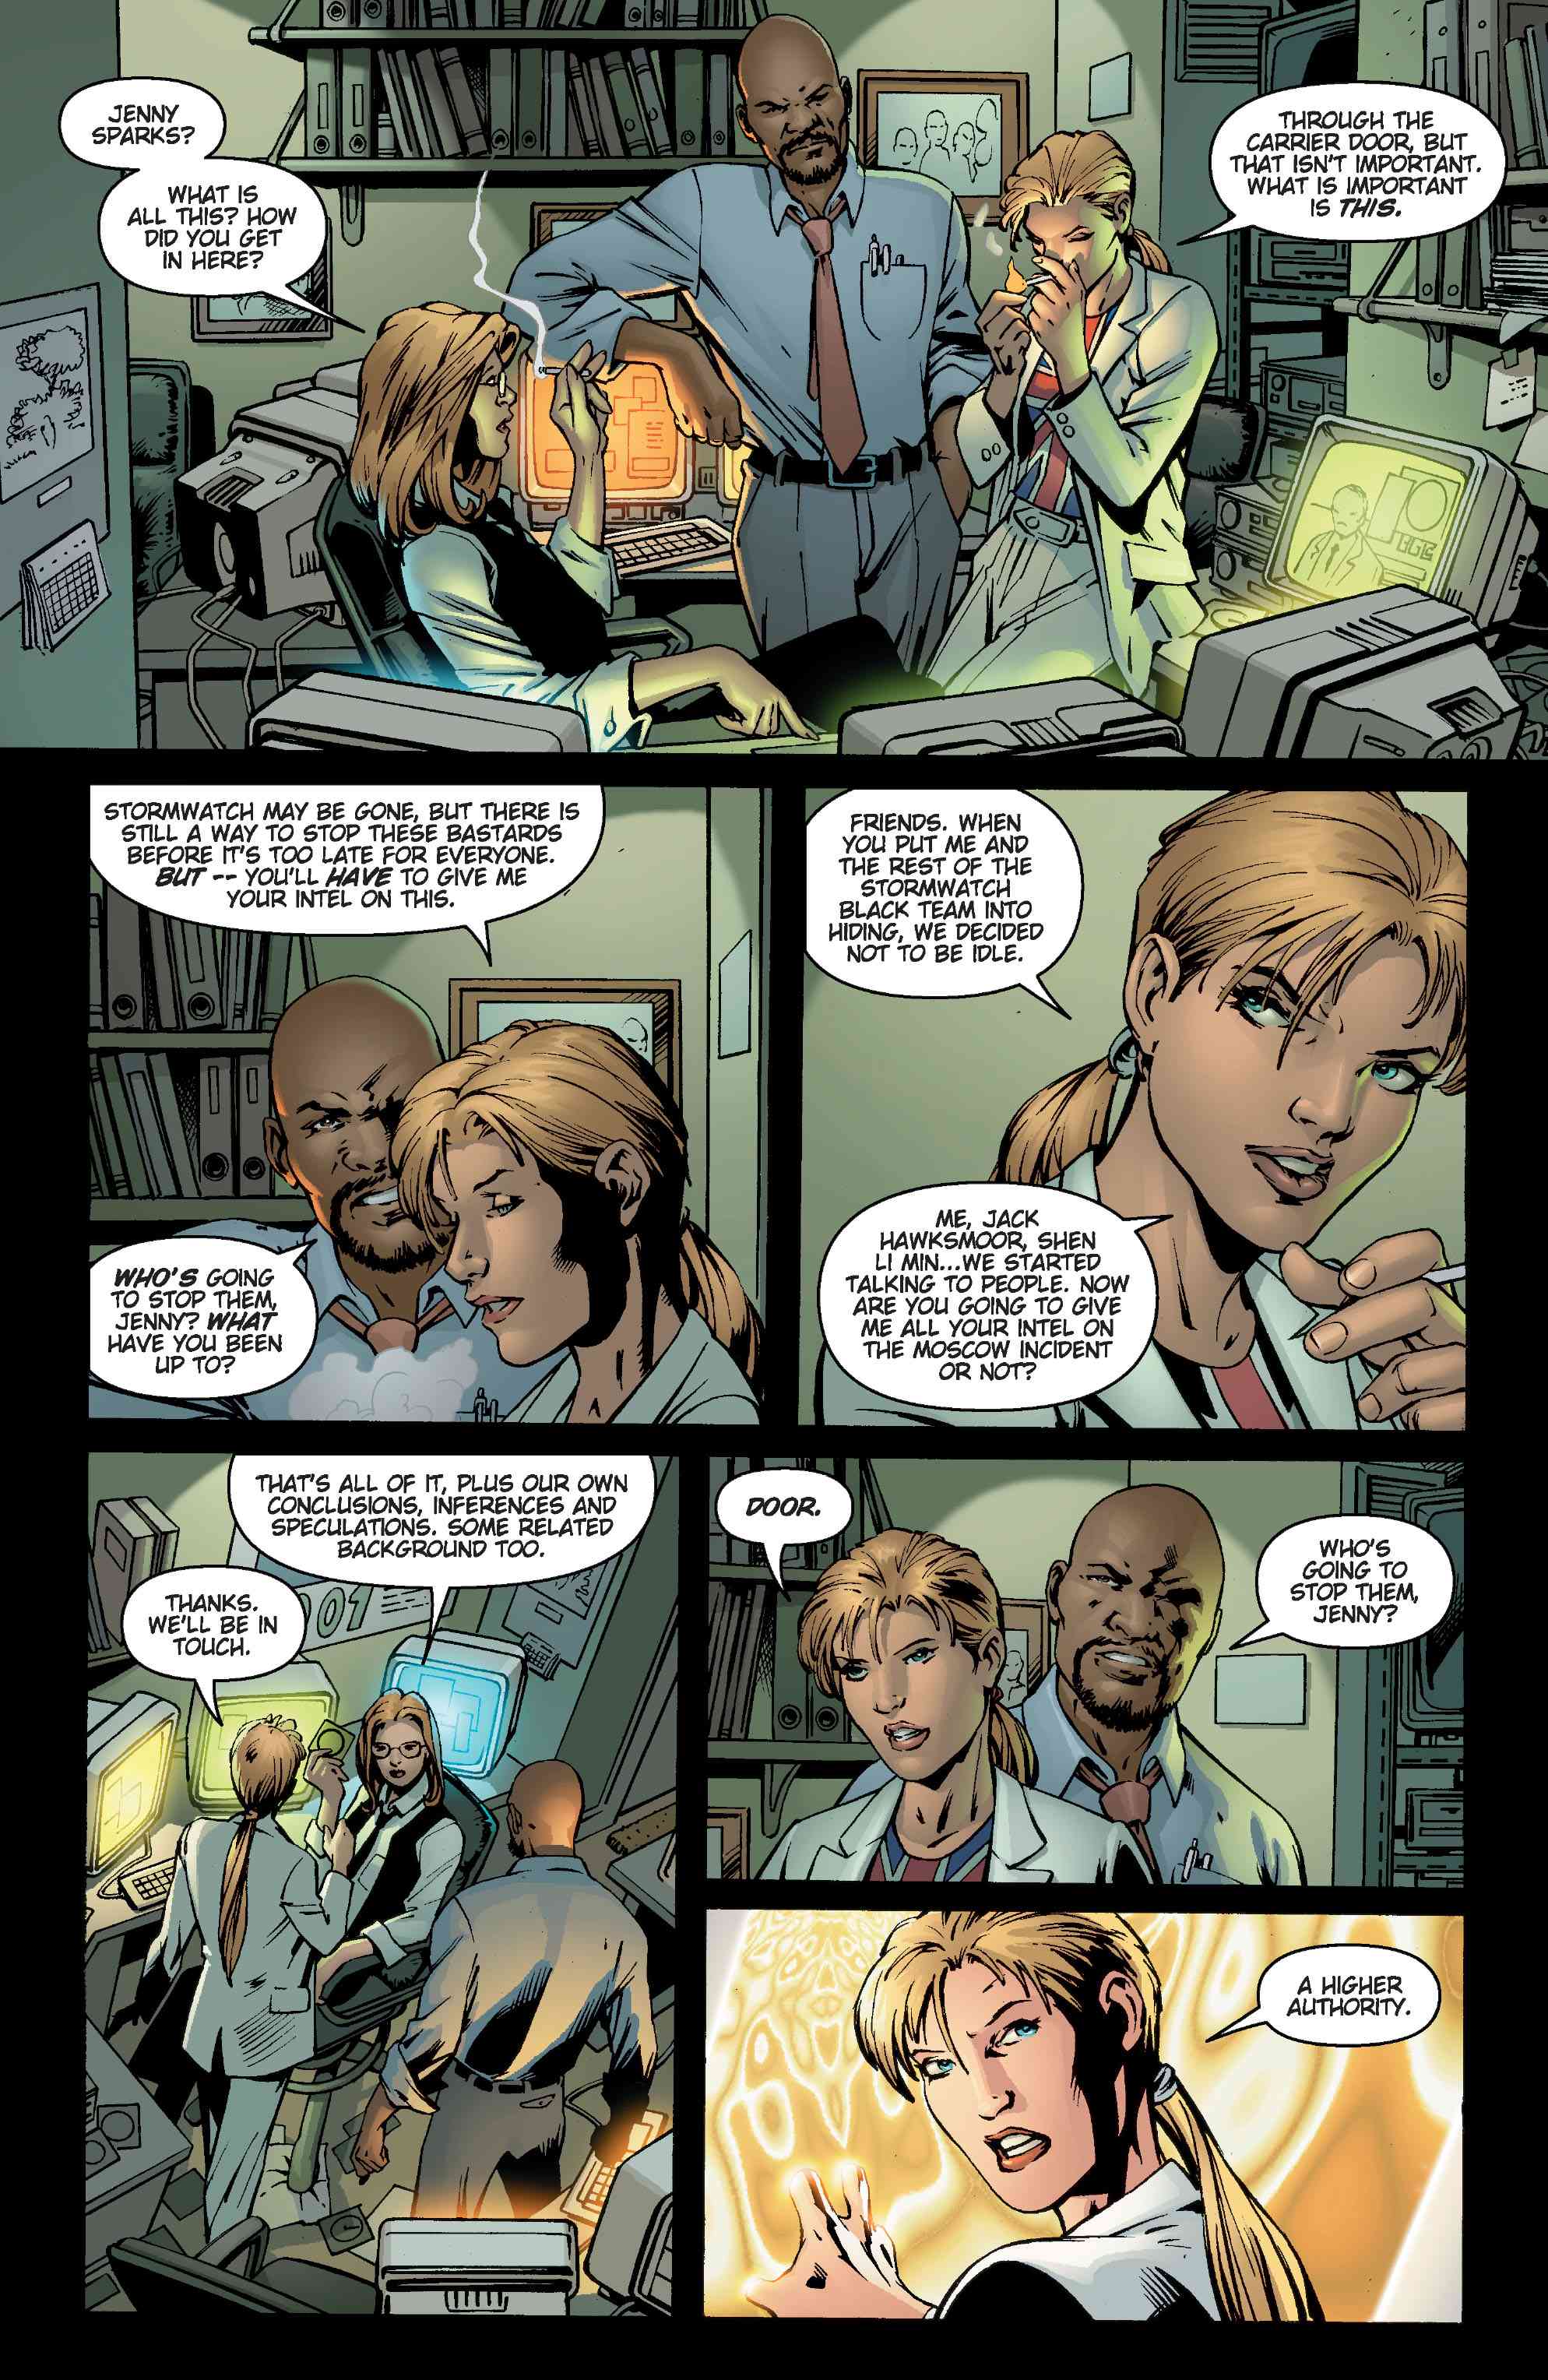 JENNY
SPARKS?
WHAT IS
ALL THIS? HOW
DID YOU GET
IN HERE?
THROUGH THE
CARRIER DOOR, BUT
THAT ISN'T IMPORTANT.
WHAT IS IMPORTANT
IS THIS.
STORMWATCH MAY BE GONE, BUT THERE IS
STILL A WAY TO STOP THESE BASTARDS
BEFORE IT'S TOO LATE FOR EVERYONE.
BUT -- YOU'LL HAVE TO GIVE ME
YOUR INTEL ON THIS.
WHO'S GOING
TO STOP THEM,
JENNY? WHAT
HAVE YOU BEEN
UP TO?
FRIENDS. WHEN
YOU PUT ME AND
THE REST OF THE
STORMWATCH
BLACK TEAM INTO
HIDING, WE DECIDED
NOT TO BE IDLE.
ME, JACK
HAWKSMOOR, SHEN
LI MIN...WE STARTED
TALKING TO PEOPLE. NOW
ARE YOU GOING TO GIVE
ME ALL YOUR INTEL ON
THE MOSCOW INCIDENT
OR NOT?
THAT'S ALL OF IT, PLUS OUR OWN
CONCLUSIONS, INFERENCES AND
SPECULATIONS. SOME RELATED
BACKGROUND TOO.
THANKS.
WE'LL BE IN
TOUCH.
DOOR.
WHO'S
GOING TO
STOP THEM,
JENNY?
A HIGHER
AUTHORITY.